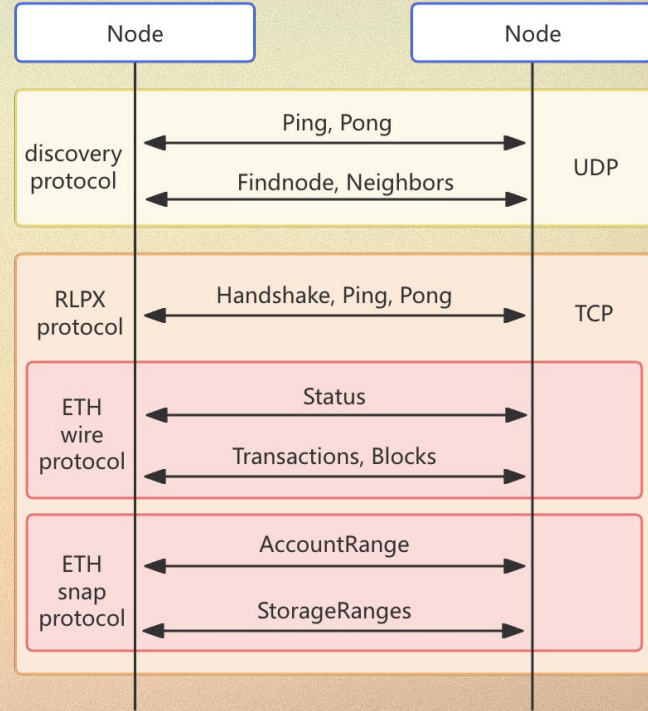 Node
Node
discovery
protocol
Ping, Pong
Findnode, Neighbors
UDP
RLPX
protocol
Handshake, Ping, Pong
TCP
ETH
wire
protocol
Status
Transactions, Blocks
ETH
snap
protocol
AccountRange
StorageRanges